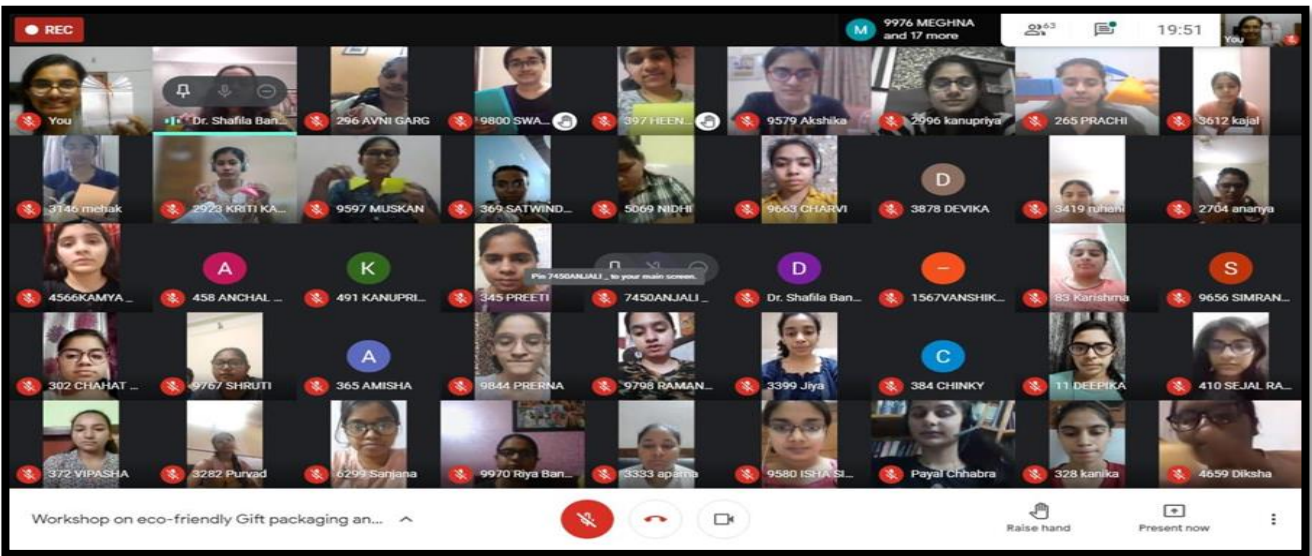 REC
M 9976 MEGHNA
and 17 more
63
19:51
You
You
Dr. Shafila Ban...
296 AVNI GARG
9800 SWA...
397 HEEN...
9579 Akshika
2996 kanupriya
265 PRACHI
3612 kajal
3146 mehak
2923 KRITI KA...
9597 MUSKAN
369 SATWIND...
5069 NIDHI
9663 CHARVI
D
3878 DEVIKA
3419 ruhani
2704 ananya
4566KAMYA _
A
458 ANCHAL ...
K
491 KANUPRI...
345 PREETI
Pin 7450ANJALI _ to your main screen.
7450ANJALI _
D
Dr. Shafila Ban...
1567VANSHIK...
83 Karishma
S
9656 SIMRAN...
302 CHAHAT ...
9767 SHRUTI
A
365 AMISHA
9844 PRERNA
9798 RAMAN...
3399 Jiya
C
384 CHINKY
11 DEEPIKA
410 SEJAL RA...
372 VIPASHA
3282 Purvad
6299 Sanjana
9970 Riya Ban...
3333 aparna
9580 ISHA SI...
Payal Chhabra
328 kanika
4659 Diksha
Workshop on eco-friendly Gift packaging an...
Raise hand
Present now